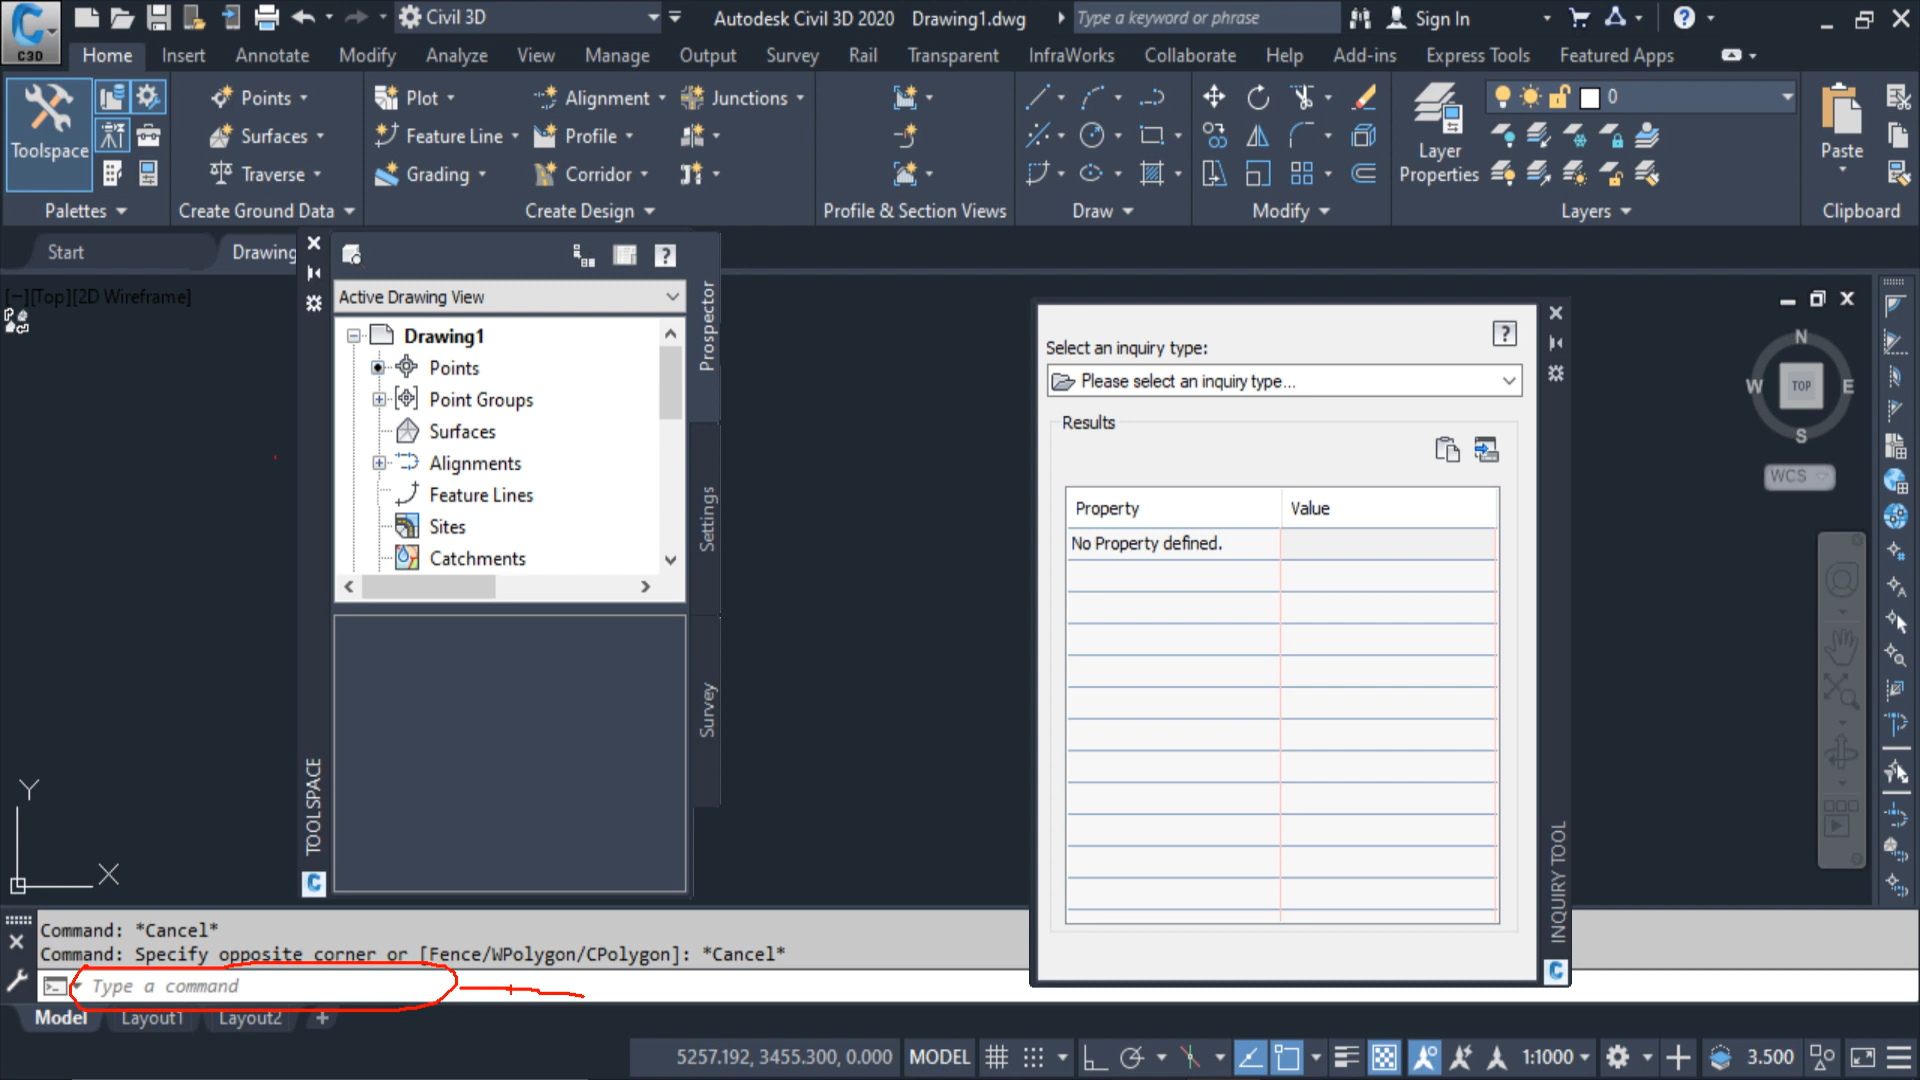 C3D
Civil 3D
Autodesk Civil 3D 2020 Drawing1.dwg
Type a keyword or phrase
Sign In
Home Insert Annotate Modify Analyze View Manage Output Survey Rail Transparent InfraWorks Collaborate Help Add-ins Express Tools Featured Apps
Toolspace
Palettes
Points
Surfaces
Traverse
Create Ground Data
Plot
Feature Line
Grading
Alignment
Profile
Corridor
Junctions
Create Design
Profile & Section Views
Draw
Modify
Layer
Properties
0
Layers
Paste
Clipboard
Start
Drawing
[−][Top][2D Wireframe]
Active Drawing View
Drawing1
Points
Point Groups
Surfaces
Alignments
Feature Lines
Sites
Catchments
Prospector
Settings
Survey
TOOLSPACE
Select an inquiry type:
Please select an inquiry type...
Results
Property Value
No Property defined.
INQUIRY TOOL
N
W TOP E
S
WCS
Y
X
Command: *Cancel*
Command: Specify opposite corner or [Fence/WPolygon/CPolygon]: *Cancel*
Type a command
Model Layout1 Layout2 +
5257.192, 3455.300, 0.000 MODEL 1:1000 3.500